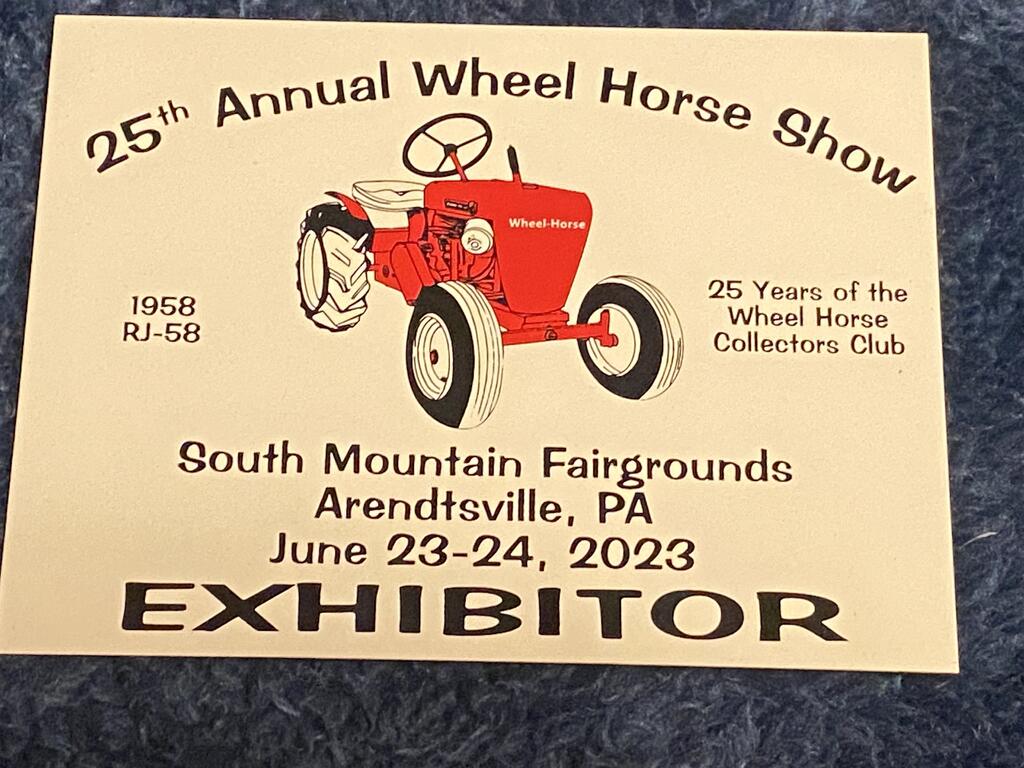 25th Annual Wheel Horse Show
Wheel-Horse
1958
RJ-58
25 Years of the
Wheel Horse
Collectors Club
South Mountain Fairgrounds
Arendtsville, PA
June 23-24, 2023
EXHIBITOR